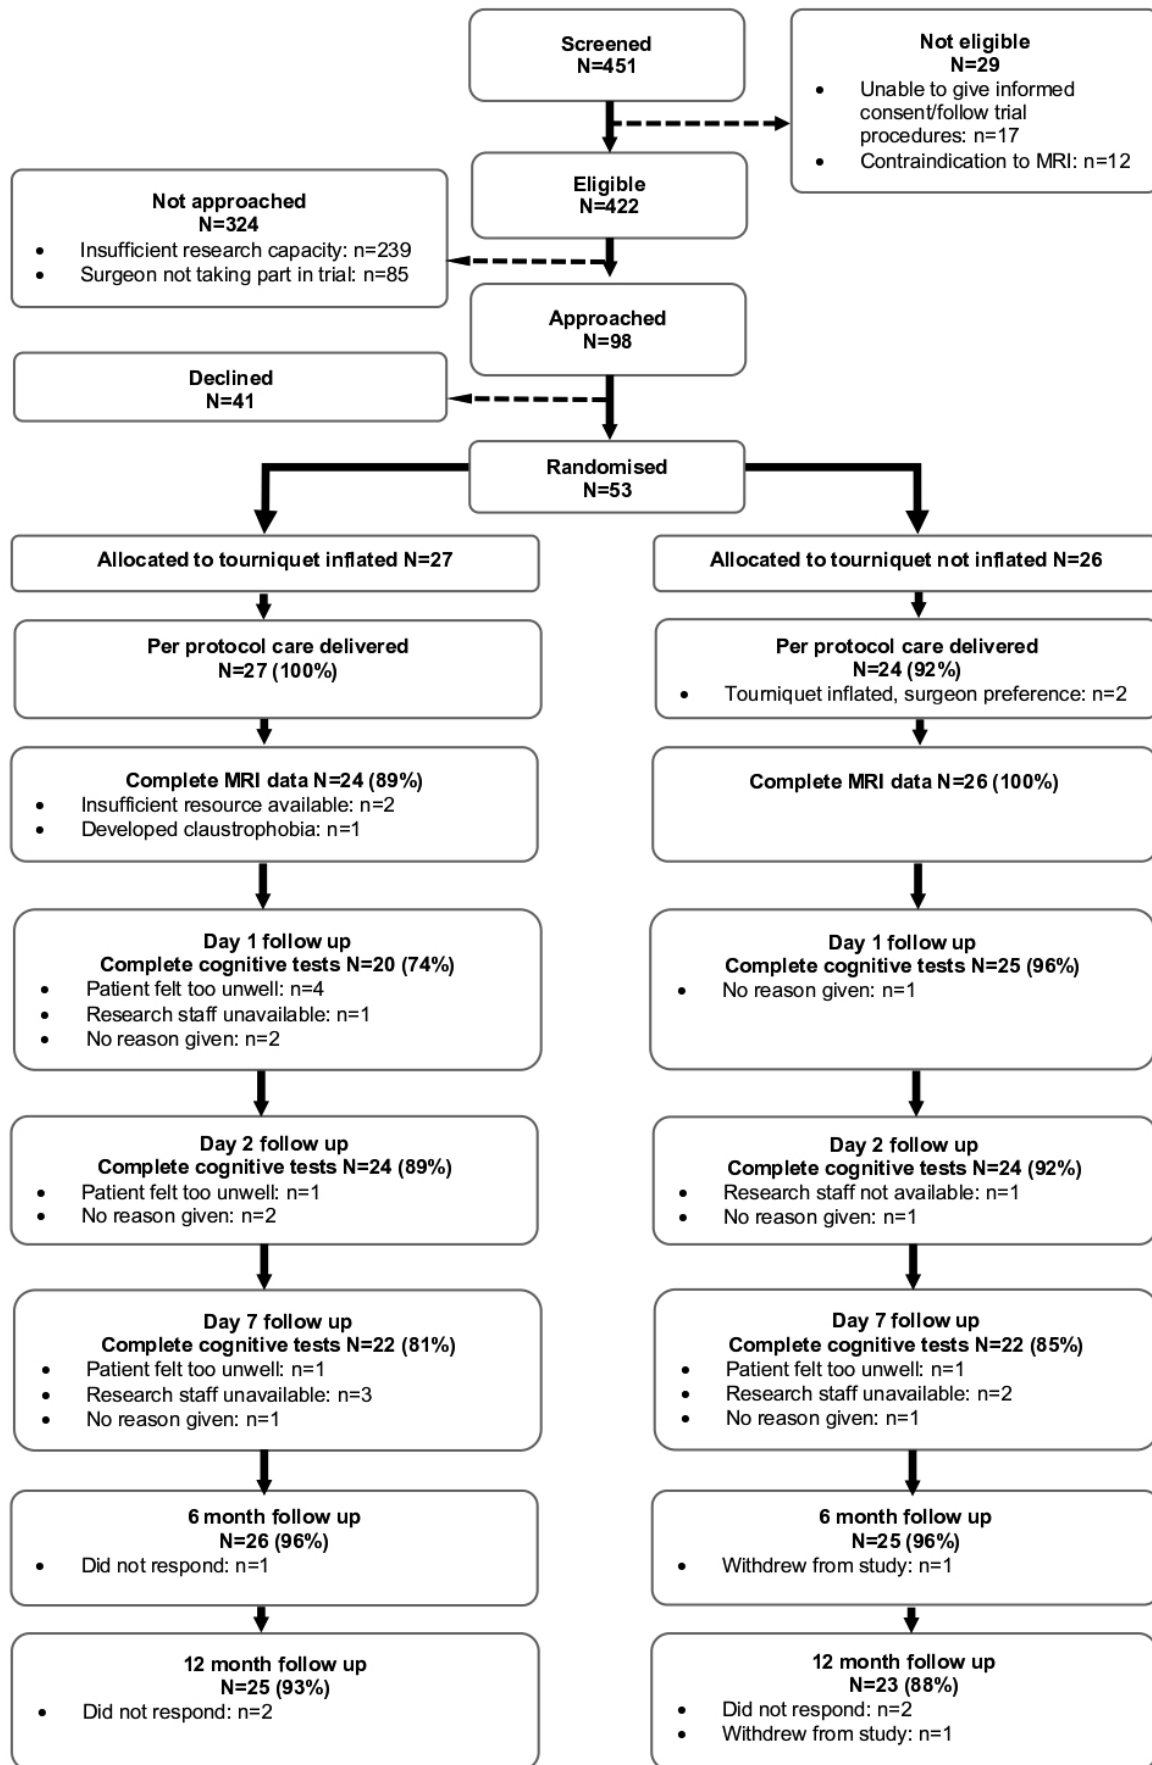 Screened
N=451
Not eligible
N=29
• Unable to give informed
consent/follow trial
procedures: n=17
• Contraindication to MRI: n=12
Eligible
N=422
Not approached
N=324
• Insufficient research capacity: n=239
• Surgeon not taking part in trial: n=85
Approached
N=98
Declined
N=41
Randomised
N=53
Allocated to tourniquet inflated N=27
Allocated to tourniquet not inflated N=26
Per protocol care delivered
N=27 (100%)
Per protocol care delivered
N=24 (92%)
• Tourniquet inflated, surgeon preference: n=2
Complete MRI data N=24 (89%)
• Insufficient resource available: n=2
• Developed claustrophobia: n=1
Complete MRI data N=26 (100%)
Day 1 follow up
Complete cognitive tests N=20 (74%)
• Patient felt too unwell: n=4
• Research staff unavailable: n=1
• No reason given: n=2
Day 1 follow up
Complete cognitive tests N=25 (96%)
• No reason given: n=1
Day 2 follow up
Complete cognitive tests N=24 (89%)
• Patient felt too unwell: n=1
• No reason given: n=2
Day 2 follow up
Complete cognitive tests N=24 (92%)
• Research staff not available: n=1
• No reason given: n=1
Day 7 follow up
Complete cognitive tests N=22 (81%)
• Patient felt too unwell: n=1
• Research staff unavailable: n=3
• No reason given: n=1
Day 7 follow up
Complete cognitive tests N=22 (85%)
• Patient felt too unwell: n=1
• Research staff unavailable: n=2
• No reason given: n=1
6 month follow up
N=26 (96%)
• Did not respond: n=1
6 month follow up
N=25 (96%)
• Withdrew from study: n=1
12 month follow up
N=25 (93%)
• Did not respond: n=2
12 month follow up
N=23 (88%)
• Did not respond: n=2
• Withdrew from study: n=1